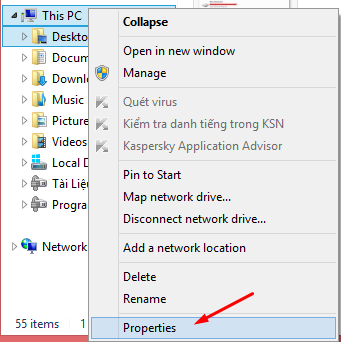 This PC
Deskto
Docum
Downlo
Music
Picture
Videos
Local D
Tài Liệu
Progra
Network
55 items
1
Collapse
Open in new window
Manage
Quét virus
Kiểm tra danh tiếng trong KSN
Kaspersky Application Advisor
Pin to Start
Map network drive...
Disconnect network drive...
Add a network location
Delete
Rename
Properties